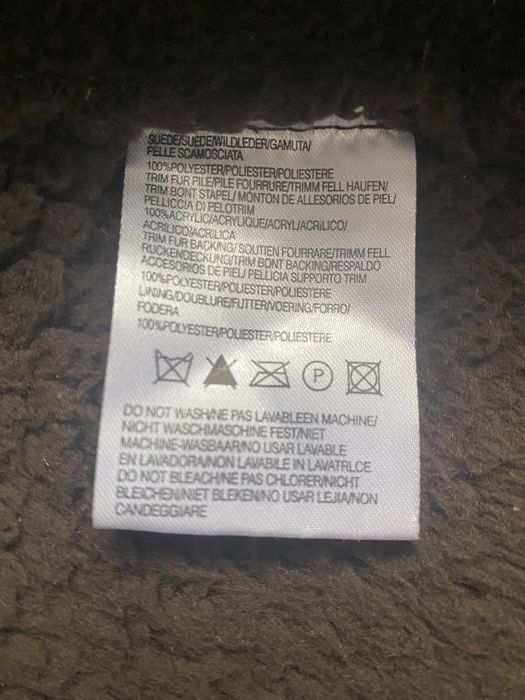 SUEDE/SUEDE/WILDLEDER/GAMUTA/
PELLE SCAMOSCIATA
100%POLYESTER/POLIESTER/POLIESTERE
TRIM FUR PILE/PILE FOURRURE/TRIMM FELL HAUFEN/
TRIM BONT STAPEL/ MONTON DE ALLESORIOS DE PIEL/
PELLICCIA DI PELOTRIM
100%ACRYLIC/ACRYLIQUE/ACRYL/ACRILICO/
ACRILICO/ACRILICA
TRIM FUR BACKING/ SOUTIEN FOURRARE/TRIMM FELL
RUCKENDECKUNG/TRIM BONT BACKING/RESPALDO
ACCESORIOS DE PIEL/ PELLICIA SUPPORTO TRIM
100%POLYESTER/POLIESTER/POLIESTERE
LINING/DOUBLURE/FUTTER/VOERING/FORRO/
FODERA
100%POLYESTER/POLIESTER/POLIESTERE
P
DO NOT WASH/NE PAS LAVABLEEN MACHINE/
NICHT WASCHMASCHINE FEST/NIET
MACHINE-WASBAAR/NO USAR LAVABLE
EN LAVADORA/NON LAVABILE IN LAVATRLCE
DO NOT BLEACH/NE PAS CHLORER/NICHT
BLEICHEN/NIET BLEKEN/NO USAR LEJIA/NON
CANDEGGIARE